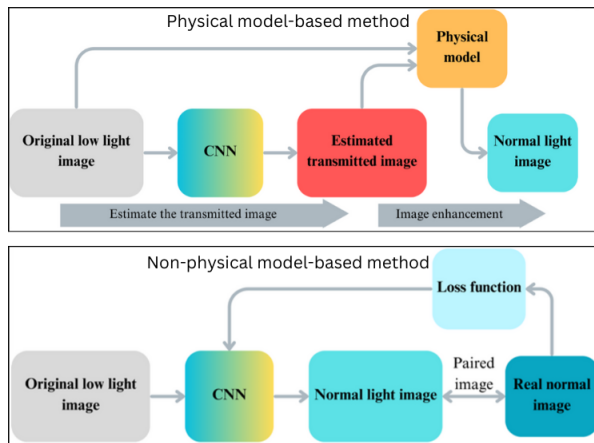 Physical model-based method
Physical
model
Original low light
image
CNN
Estimated
transmitted image
Normal light
image
Estimate the transmitted image
Image enhancement
Non-physical model-based method
Loss function
Original low light
image
CNN
Normal light image
Paired
image
Real normal
image